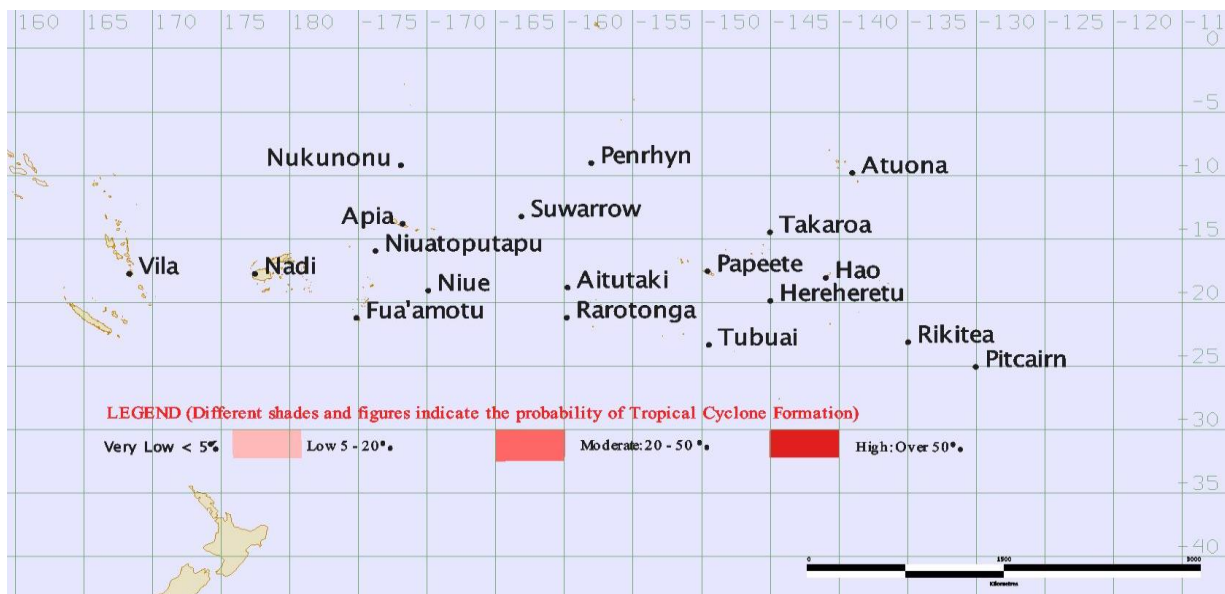 160 165 170 175 180 -175 -170 -165 -160 -155 -150 -145 -140 -135 -130 -125 -120 -11
0
-5
Nukunonu
Penrhyn
Atuona
-10
Apia
Suwarrow
Takaroa
Niuatoputapu
-15
Vila
Nadi
Niue
Aitutaki
Papeete
Hao
Hereheretu
-20
Fua'amotu
Rarotonga
Tubuai
Rikitea
Pitcairn
-25
LEGEND (Different shades and figures indicate the probability of Tropical Cyclone Formation)
-30
Very Low < 5% Low 5 - 20% Moderate: 20 - 50% High: Over 50%
-35
-40
0 1500 3000
Kilometres